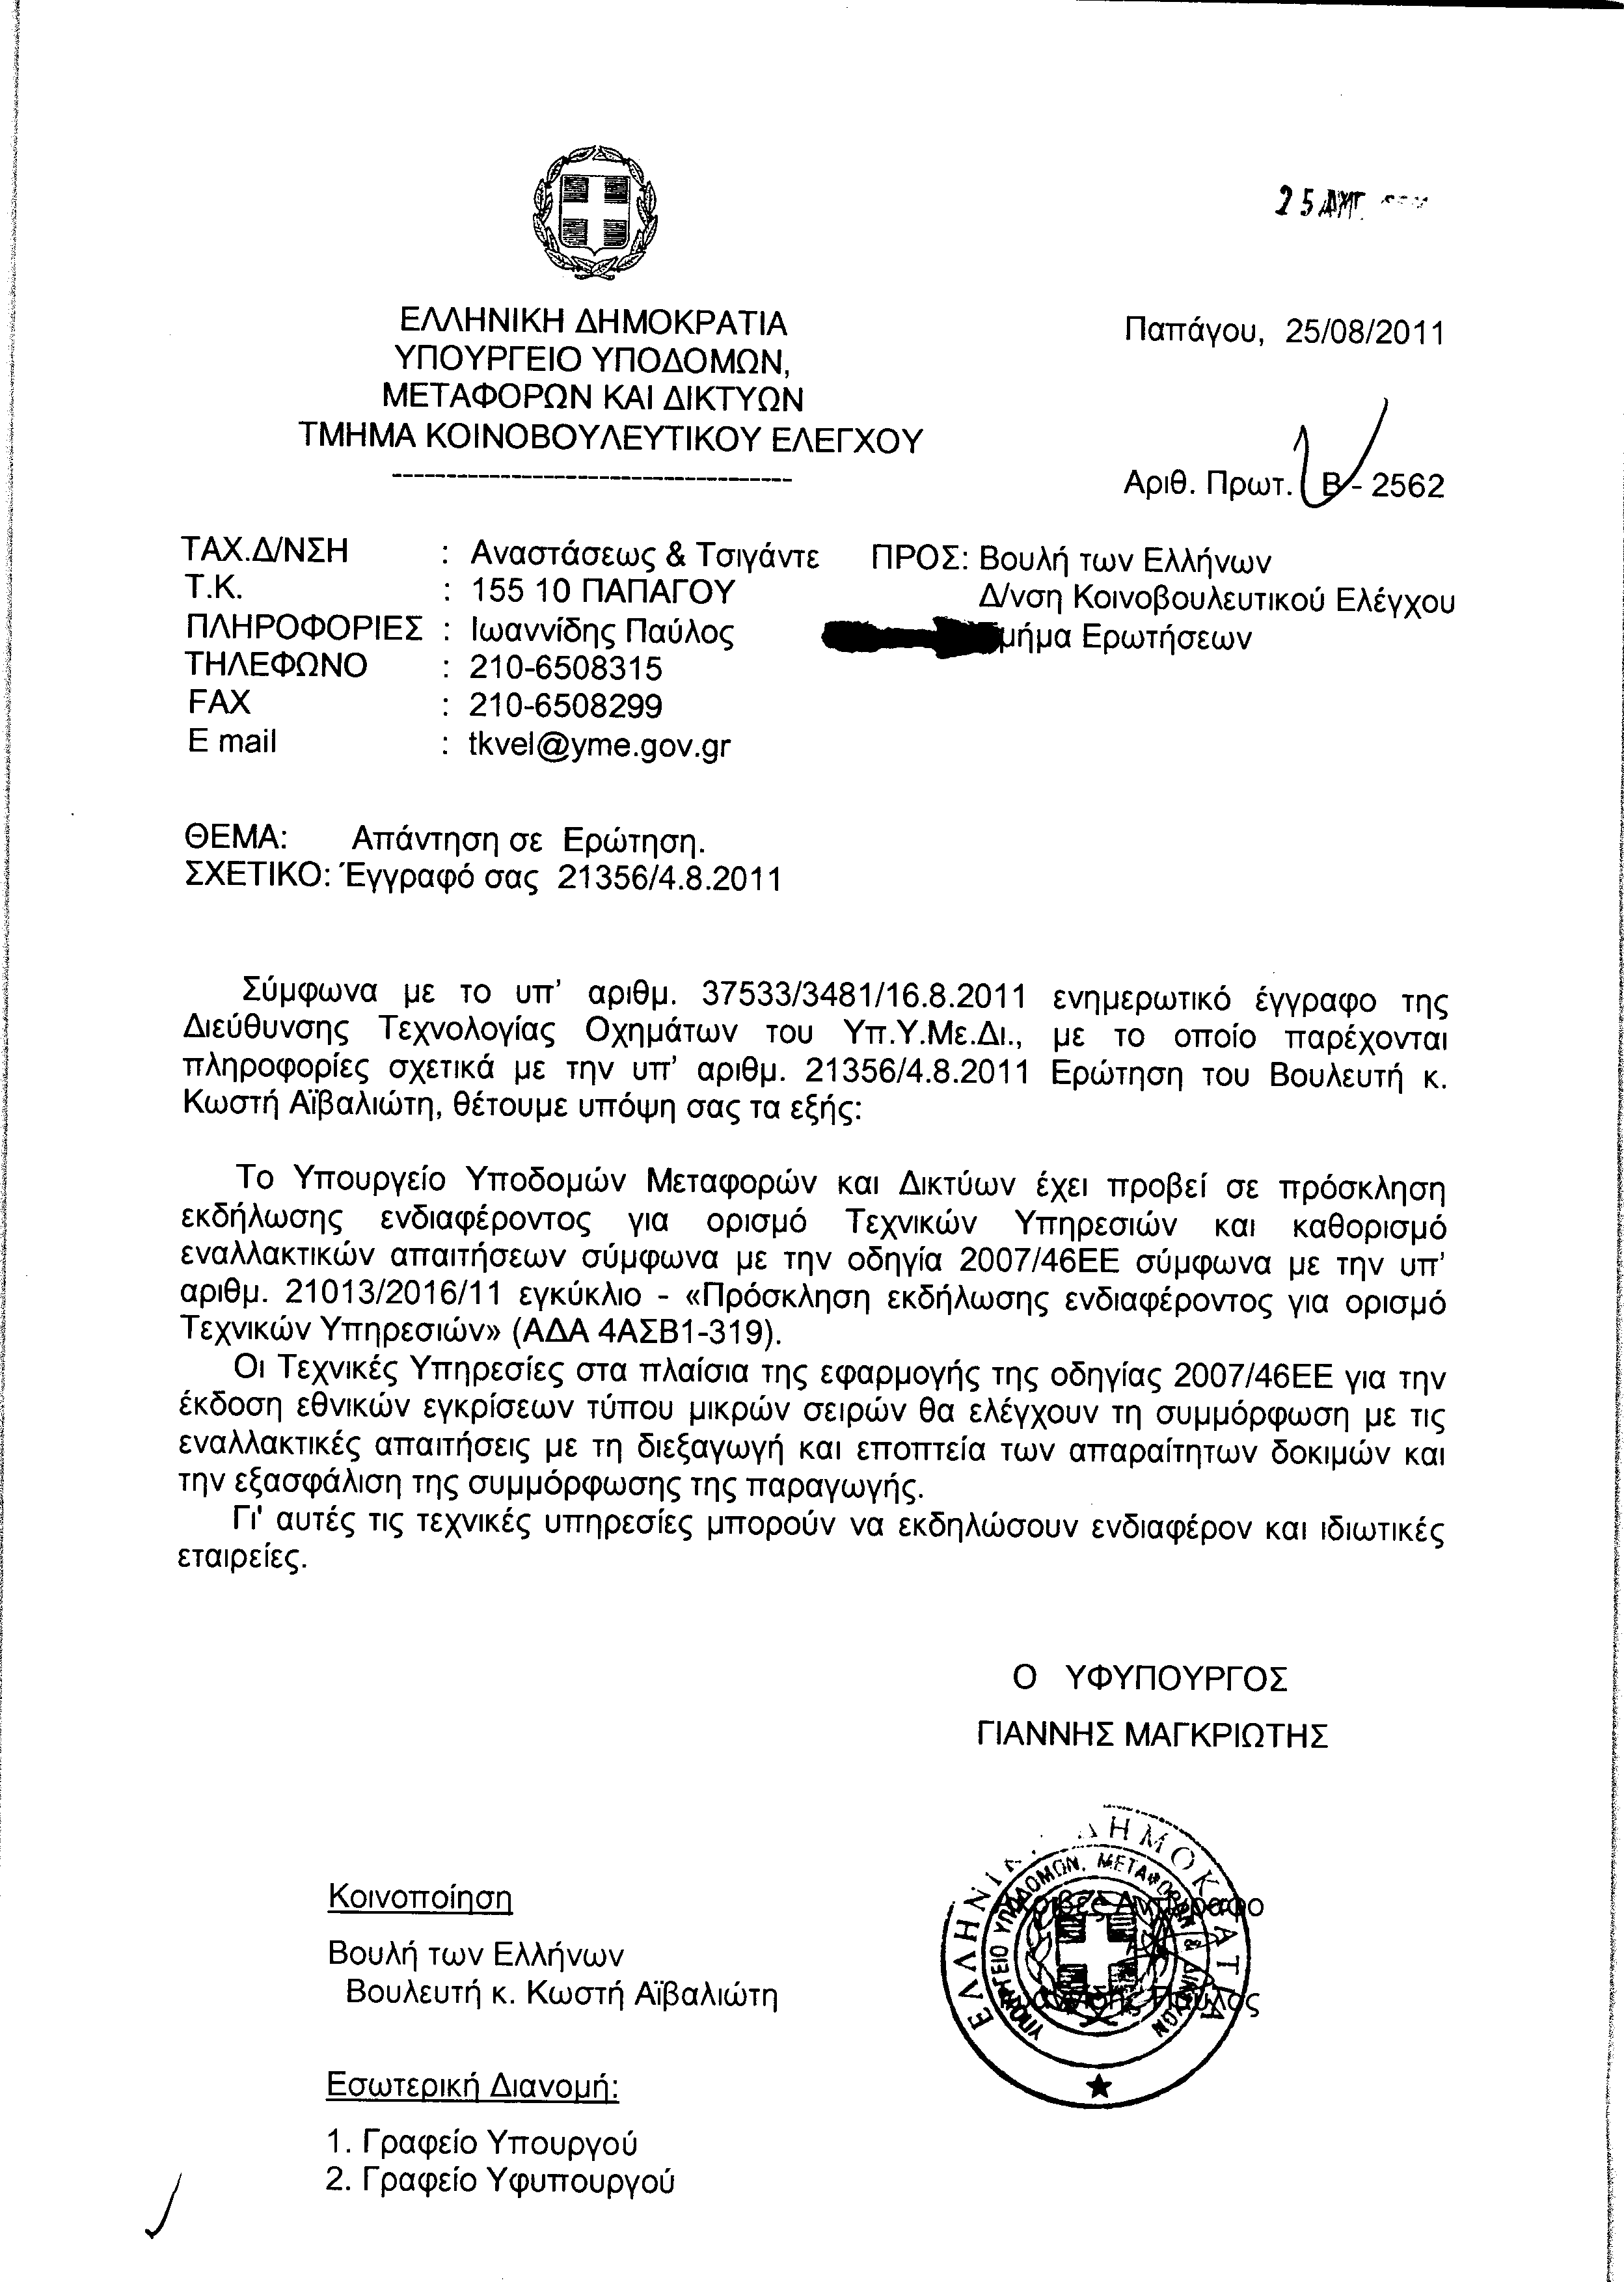 25 ΑΥΓ.
ΕΛΛΗΝΙΚΗ ΔΗΜΟΚΡΑΤΙΑ
ΥΠΟΥΡΓΕΙΟ ΥΠΟΔΟΜΩΝ,
ΜΕΤΑΦΟΡΩΝ ΚΑΙ ΔΙΚΤΥΩΝ
ΤΜΗΜΑ ΚΟΙΝΟΒΟΥΛΕΥΤΙΚΟΥ ΕΛΕΓΧΟΥ
-------------------------------------
Παπάγου, 25/08/2011
Αριθ. Πρωτ. Β - 2562
ΤΑΧ.Δ/ΝΣΗ : Αναστάσεως & Τσιγάντε
Τ.Κ. : 155 10 ΠΑΠΑΓΟΥ
ΠΛΗΡΟΦΟΡΙΕΣ : Ιωαννίδης Παύλος
ΤΗΛΕΦΩΝΟ : 210-6508315
FAX : 210-6508299
E mail : tkvel@yme.gov.gr
ΠΡΟΣ: Βουλή των Ελλήνων
Δ/νση Κοινοβουλευτικού Ελέγχου
Τμήμα Ερωτήσεων
ΘΕΜΑ: Απάντηση σε Ερώτηση.
ΣΧΕΤΙΚΟ: Έγγραφό σας 21356/4.8.2011
Σύμφωνα με το υπ’ αριθμ. 37533/3481/16.8.2011 ενημερωτικό έγγραφο της
Διεύθυνσης Τεχνολογίας Οχημάτων του Υπ.Υ.Με.Δι., με το οποίο παρέχονται
πληροφορίες σχετικά με την υπ’ αριθμ. 21356/4.8.2011 Ερώτηση του Βουλευτή κ.
Κωστή Αϊβαλιώτη, θέτουμε υπόψη σας τα εξής:
Το Υπουργείο Υποδομών Μεταφορών και Δικτύων έχει προβεί σε πρόσκληση
εκδήλωσης ενδιαφέροντος για ορισμό Τεχνικών Υπηρεσιών και καθορισμό
εναλλακτικών απαιτήσεων σύμφωνα με την οδηγία 2007/46ΕΕ σύμφωνα με την υπ’
αριθμ. 21013/2016/11 εγκύκλιο - «Πρόσκληση εκδήλωσης ενδιαφέροντος για ορισμό
Τεχνικών Υπηρεσιών» (ΑΔΑ 4ΑΣΒ1-319).
Οι Τεχνικές Υπηρεσίες στα πλαίσια της εφαρμογής της οδηγίας 2007/46ΕΕ για την
έκδοση εθνικών εγκρίσεων τύπου μικρών σειρών θα ελέγχουν τη συμμόρφωση με τις
εναλλακτικές απαιτήσεις με τη διεξαγωγή και εποπτεία των απαραίτητων δοκιμών και
την εξασφάλιση της συμμόρφωσης της παραγωγής.
Γι' αυτές τις τεχνικές υπηρεσίες μπορούν να εκδηλώσουν ενδιαφέρον και ιδιωτικές
εταιρείες.
Ο ΥΦΥΠΟΥΡΓΟΣ
ΓΙΑΝΝΗΣ ΜΑΓΚΡΙΩΤΗΣ
ΕΛΛΗΝΙΚΗ ΔΗΜΟΚΡΑΤΙΑ
ΥΠΟΥΡΓΕΙΟ ΥΠΟΔΟΜΩΝ, ΜΕΤΑΦΟΡΩΝ & ΔΙΚΤΥΩΝ
Ακριβές Αντίγραφο
Ιωαννίδης Παύλος
Κοινοποίηση
Βουλή των Ελλήνων
Βουλευτή κ. Κωστή Αϊβαλιώτη
Εσωτερική Διανομή:
1. Γραφείο Υπουργού
2. Γραφείο Υφυπουργού